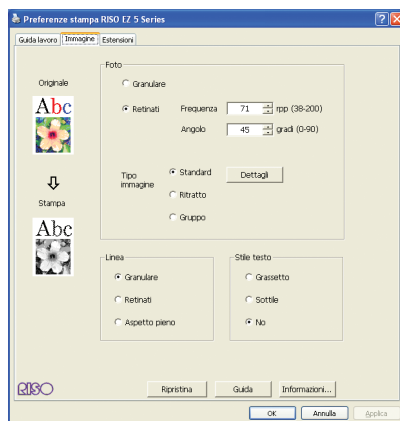 Preferenze stampa RISO EZ 5 Series
Guida lavoro Immagine Estensioni
Originale
Abc
Stampa
Abc
Foto
Granulare
Retinati Frequenza 71 rpp (38-200)
Angolo 45 gradi (0-90)
Tipo immagine
Standard Dettagli
Ritratto
Gruppo
Linea
Granulare
Retinati
Aspetto pieno
Stile testo
Grassetto
Sottile
No
RISO
Ripristina Guida Informazioni...
OK Annulla Applica